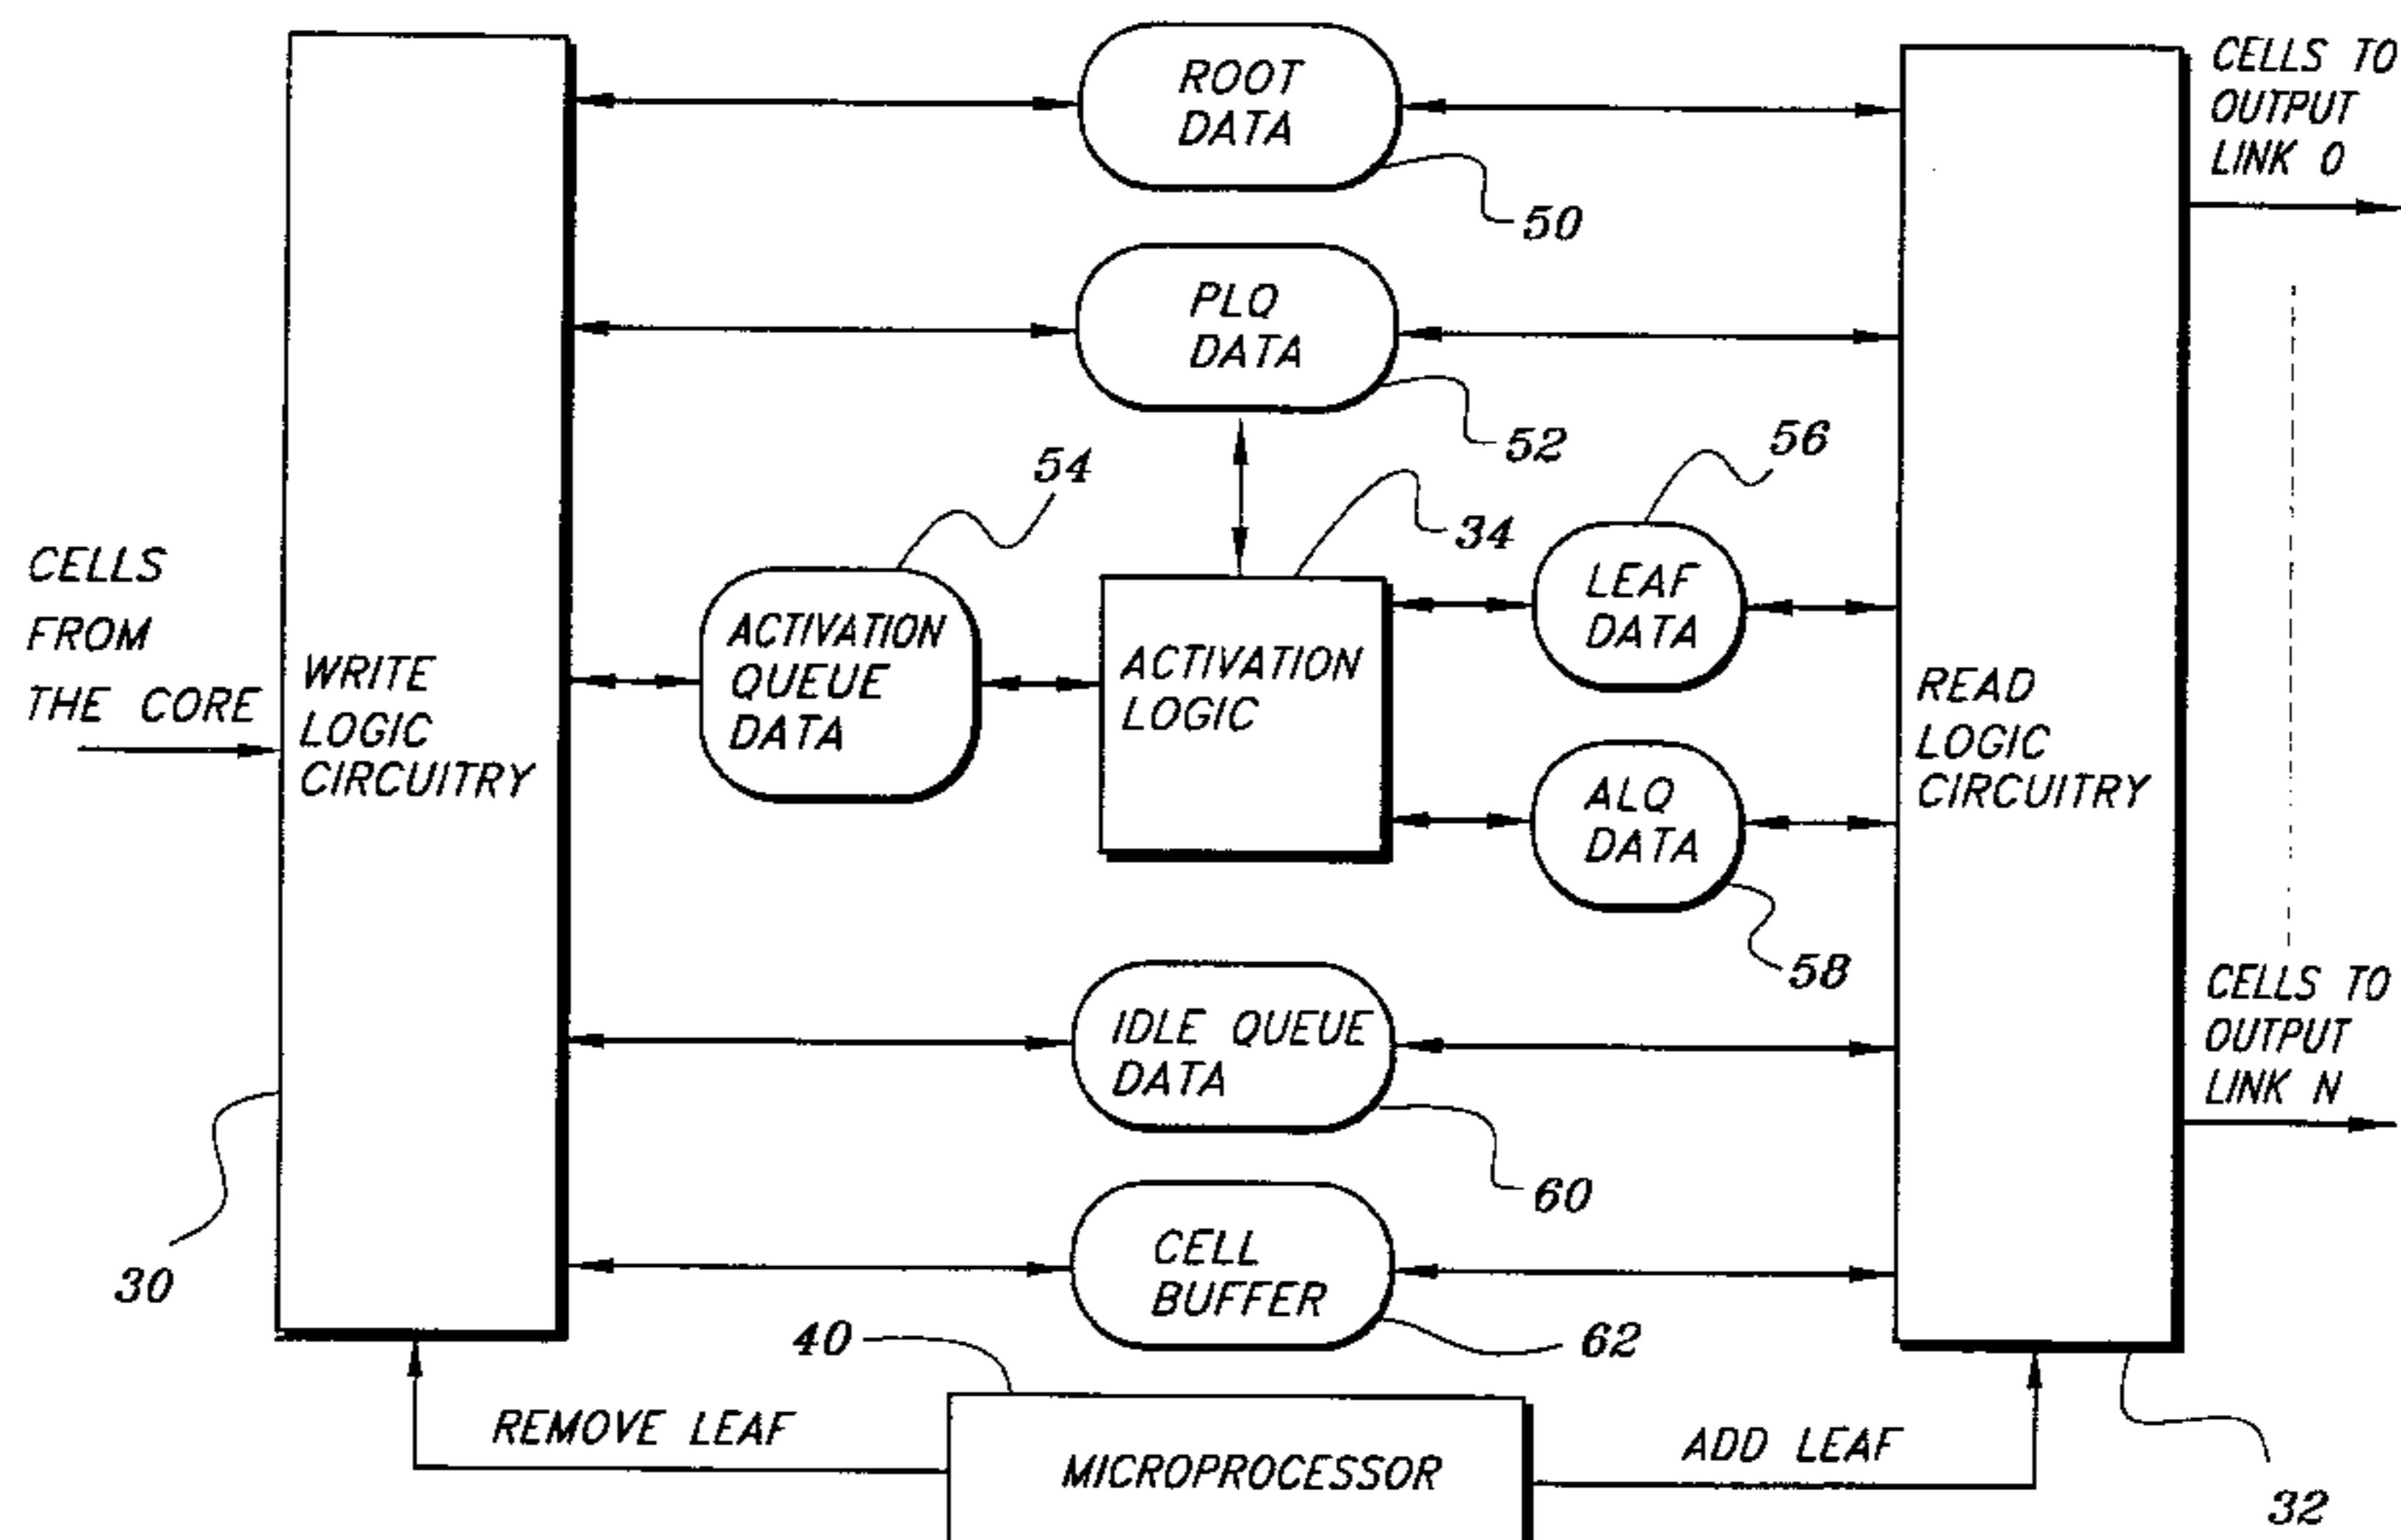 ROOT
DATA
50
CELLS TO
OUTPUT
LINK 0
PLQ
DATA
52
54
34
56
CELLS
FROM
THE CORE
WRITE
LOGIC
CIRCUITRY
ACTIVATION
QUEUE
DATA
ACTIVATION
LOGIC
LEAF
DATA
ALQ
DATA
58
READ
LOGIC
CIRCUITRY
CELLS TO
OUTPUT
LINK N
IDLE QUEUE
DATA
60
CELL
BUFFER
62
30
40
REMOVE LEAF
MICROPROCESSOR
ADD LEAF
32